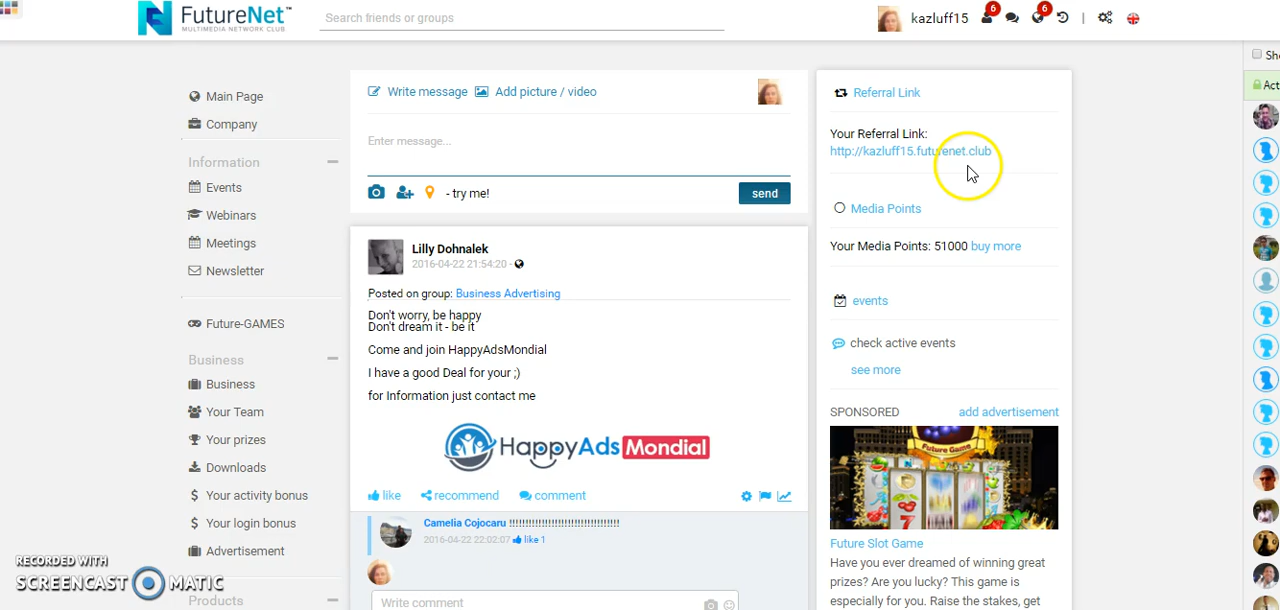 FutureNet™
MULTIMEDIA NETWORK CLUB
Search friends or groups
kazluff15
6
6
Main Page
Company
Information
Events
Webinars
Meetings
Newsletter
Future-GAMES
Business
Business
Your Team
Your prizes
Downloads
$ Your activity bonus
$ Your login bonus
Advertisement
Products
RECORDED WITH
SCREENCAST MATIC
Write message
Add picture / video
Enter message...
- try me!
send
Lilly Dohnalek
2016-04-22 21:54:20 -
Posted on group: Business Advertising
Don't worry, be happy
Don't dream it - be it
Come and join HappyAdsMondial
I have a good Deal for your ;)
for Information just contact me
HappyAds Mondial
like
recommend
comment
Camelia Cojocaru !!!!!!!!!!!!!!!!!!!!!!!!!!!!!!!!!!
2016-04-22 22:02:07 like 1
Write comment
Referral Link
Your Referral Link:
http://kazluff15.futurenet.club
Media Points
Your Media Points: 51000 buy more
events
check active events
see more
SPONSORED
add advertisement
Future Game
Future Slot Game
Have you ever dreamed of winning great
prizes? Are you lucky? This game is
especially for you. Raise the stakes, get
Sho
Act